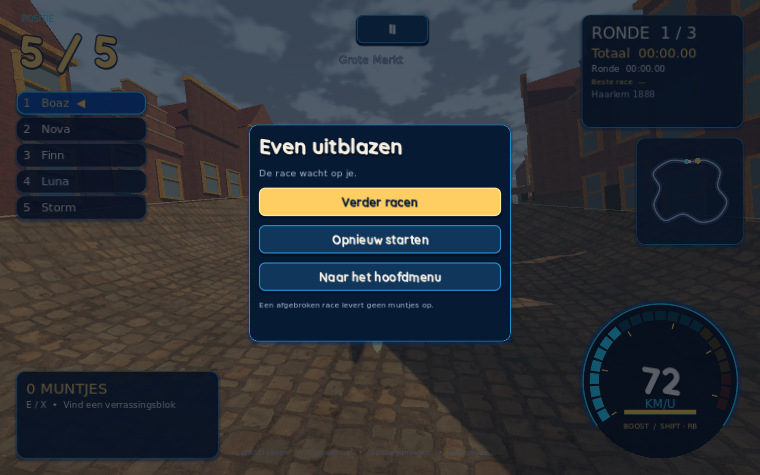 POSITIE
5 / 5
1 Boaz ◀
2 Nova
3 Finn
4 Luna
5 Storm
Grote Markt
RONDE 1 / 3
Totaal 00:00.00
Ronde 00:00.00
Beste race —
Haarlem 1888
Even uitblazen
De race wacht op je.
Verder racen
Opnieuw starten
Naar het hoofdmenu
Een afgebroken race levert geen muntjes op.
0 MUNTJES
E / X • Vind een verrassingsblok
72
KM/U
BOOST / SHIFT · RB